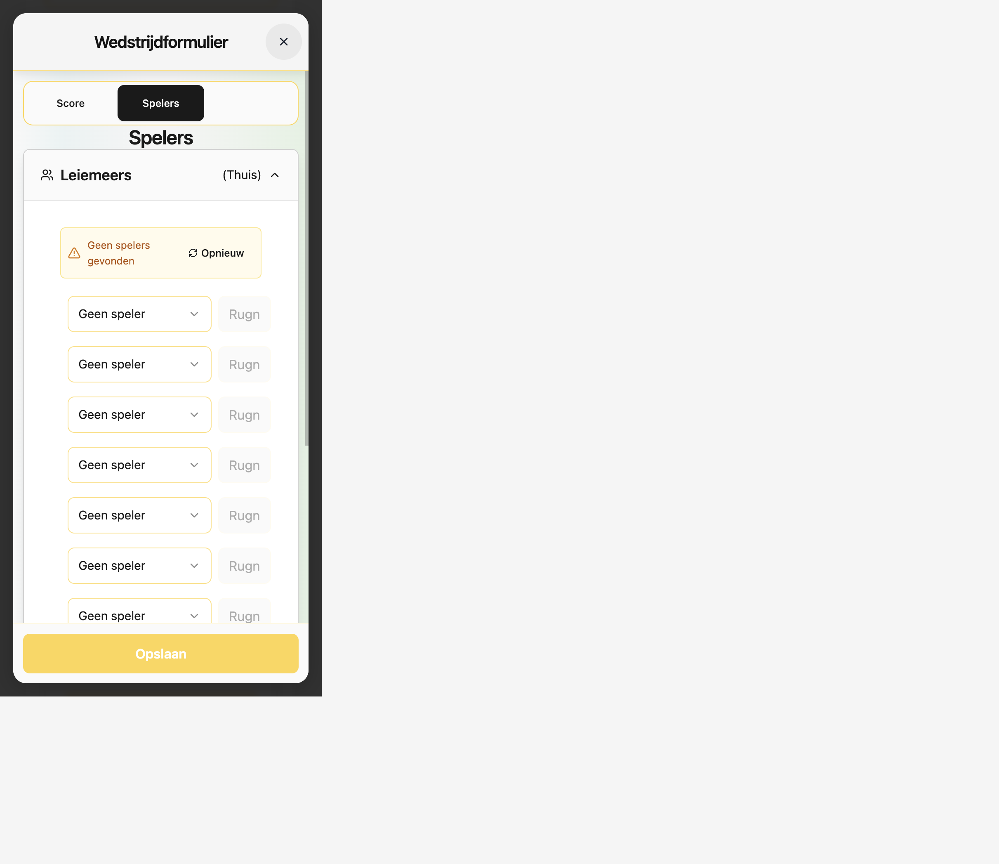 Wedstrijdformulier
Score Spelers
Spelers
Leiemeers (Thuis)
Geen spelers
gevonden
Opnieuw
Geen speler Rugn
Geen speler Rugn
Geen speler Rugn
Geen speler Rugn
Geen speler Rugn
Geen speler Rugn
Geen speler Rugn
Opslaan